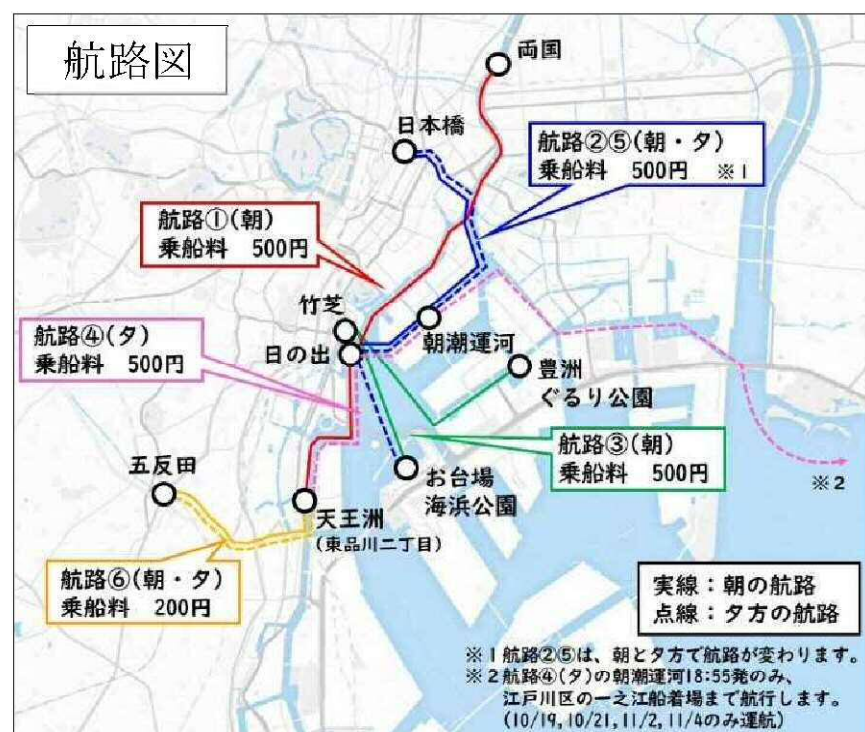 航路図
両国
日本橋
航路②⑤(朝・夕)
乗船料 500円 ※1
航路①(朝)
乗船料 500円
竹芝
航路④(夕)
乗船料 500円
日の出
朝潮運河
豊洲
ぐるり公園
航路③(朝)
乗船料 500円
五反田
お台場
海浜公園
※2
天王洲
(東品川二丁目)
航路⑥(朝・夕)
乗船料 200円
実線:朝の航路
点線:夕方の航路
※1航路②⑤は、朝と夕方で航路が変わります。
※2航路④(夕)の朝潮運河18:55発のみ、
江戸川区の一之江船着場まで航行します。
(10/19,10/21,11/2,11/4のみ運航)